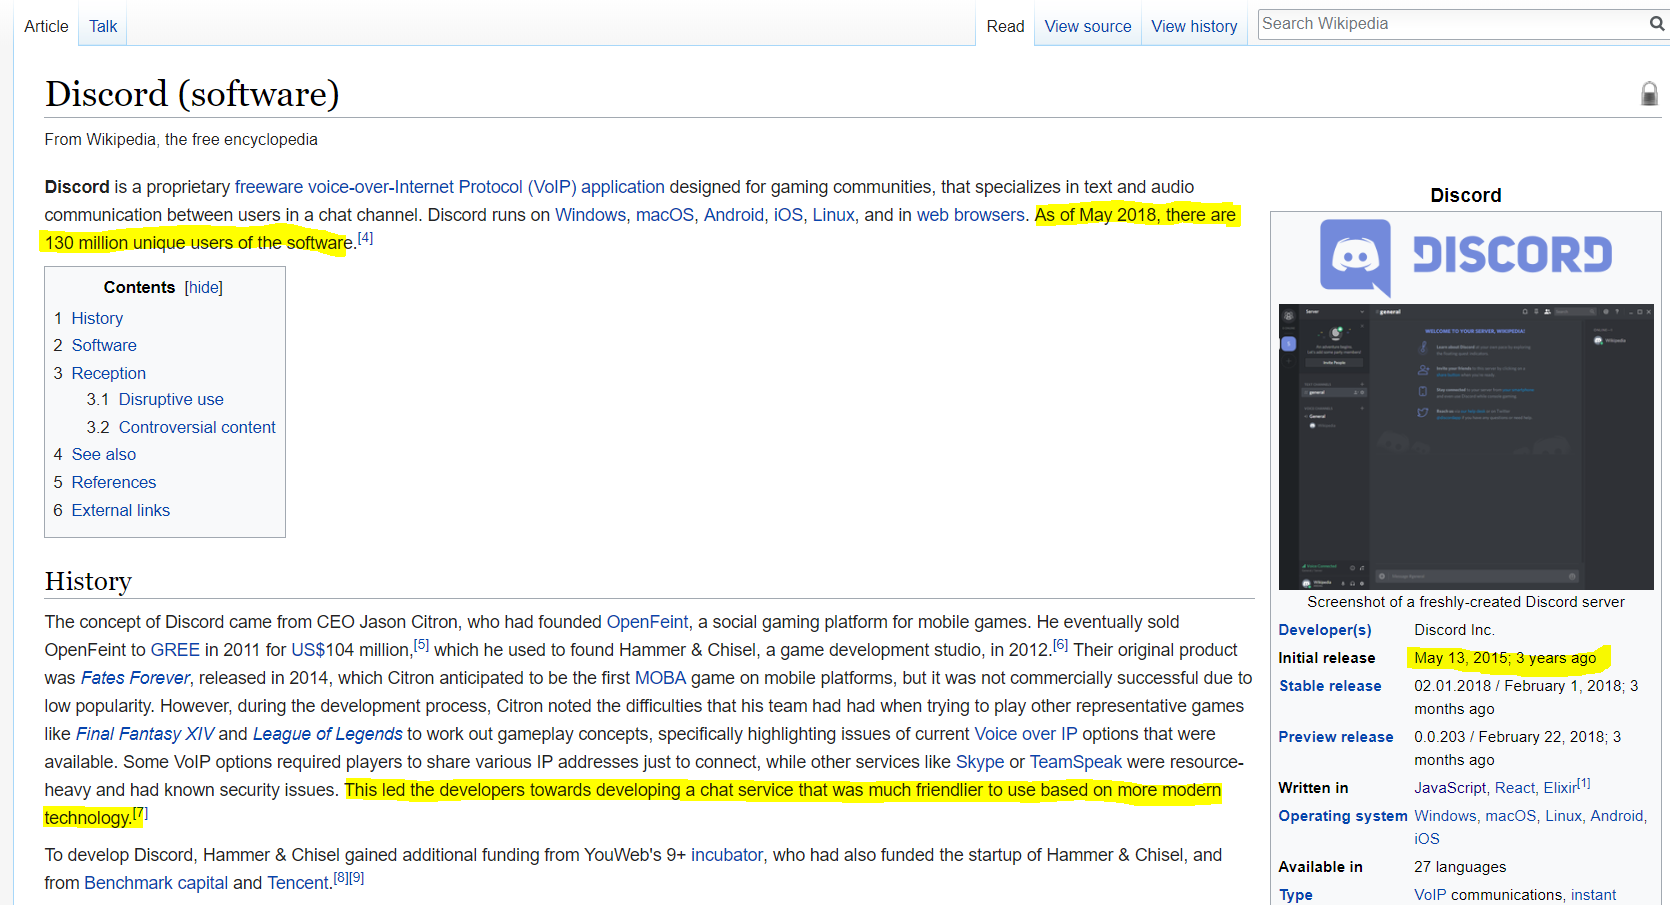 Article Talk Read View source View history Search Wikipedia
Discord (software)
From Wikipedia, the free encyclopedia
Discord is a proprietary freeware voice-over-Internet Protocol (VoIP) application designed for gaming communities, that specializes in text and audio
communication between users in a chat channel. Discord runs on Windows, macOS, Android, iOS, Linux, and in web browsers. As of May 2018, there are
130 million unique users of the software.[4]
Contents [hide]
1 History
2 Software
3 Reception
3.1 Disruptive use
3.2 Controversial content
4 See also
5 References
6 External links
History
The concept of Discord came from CEO Jason Citron, who had founded OpenFeint, a social gaming platform for mobile games. He eventually sold
OpenFeint to GREE in 2011 for US$104 million,[5] which he used to found Hammer & Chisel, a game development studio, in 2012.[6] Their original product
was Fates Forever, released in 2014, which Citron anticipated to be the first MOBA game on mobile platforms, but it was not commercially successful due to
low popularity. However, during the development process, Citron noted the difficulties that his team had had when trying to play other representative games
like Final Fantasy XIV and League of Legends to work out gameplay concepts, specifically highlighting issues of current Voice over IP options that were
available. Some VoIP options required players to share various IP addresses just to connect, while other services like Skype or TeamSpeak were resource-
heavy and had known security issues. This led the developers towards developing a chat service that was much friendlier to use based on more modern
technology.[7]
To develop Discord, Hammer & Chisel gained additional funding from YouWeb's 9+ incubator, who had also funded the startup of Hammer & Chisel, and
from Benchmark capital and Tencent.[8][9]
Discord
DISCORD
Server
general
WELCOME TO YOUR SERVER, WIKIPEDIA!
Invite People
general
General
Wikipedia
Screenshot of a freshly-created Discord server
Developer(s) Discord Inc.
Initial release May 13, 2015; 3 years ago
Stable release 02.01.2018 / February 1, 2018; 3
months ago
Preview release 0.0.203 / February 22, 2018; 3
months ago
Written in JavaScript, React, Elixir[1]
Operating system Windows, macOS, Linux, Android,
iOS
Available in 27 languages
Type VoIP communications, instant